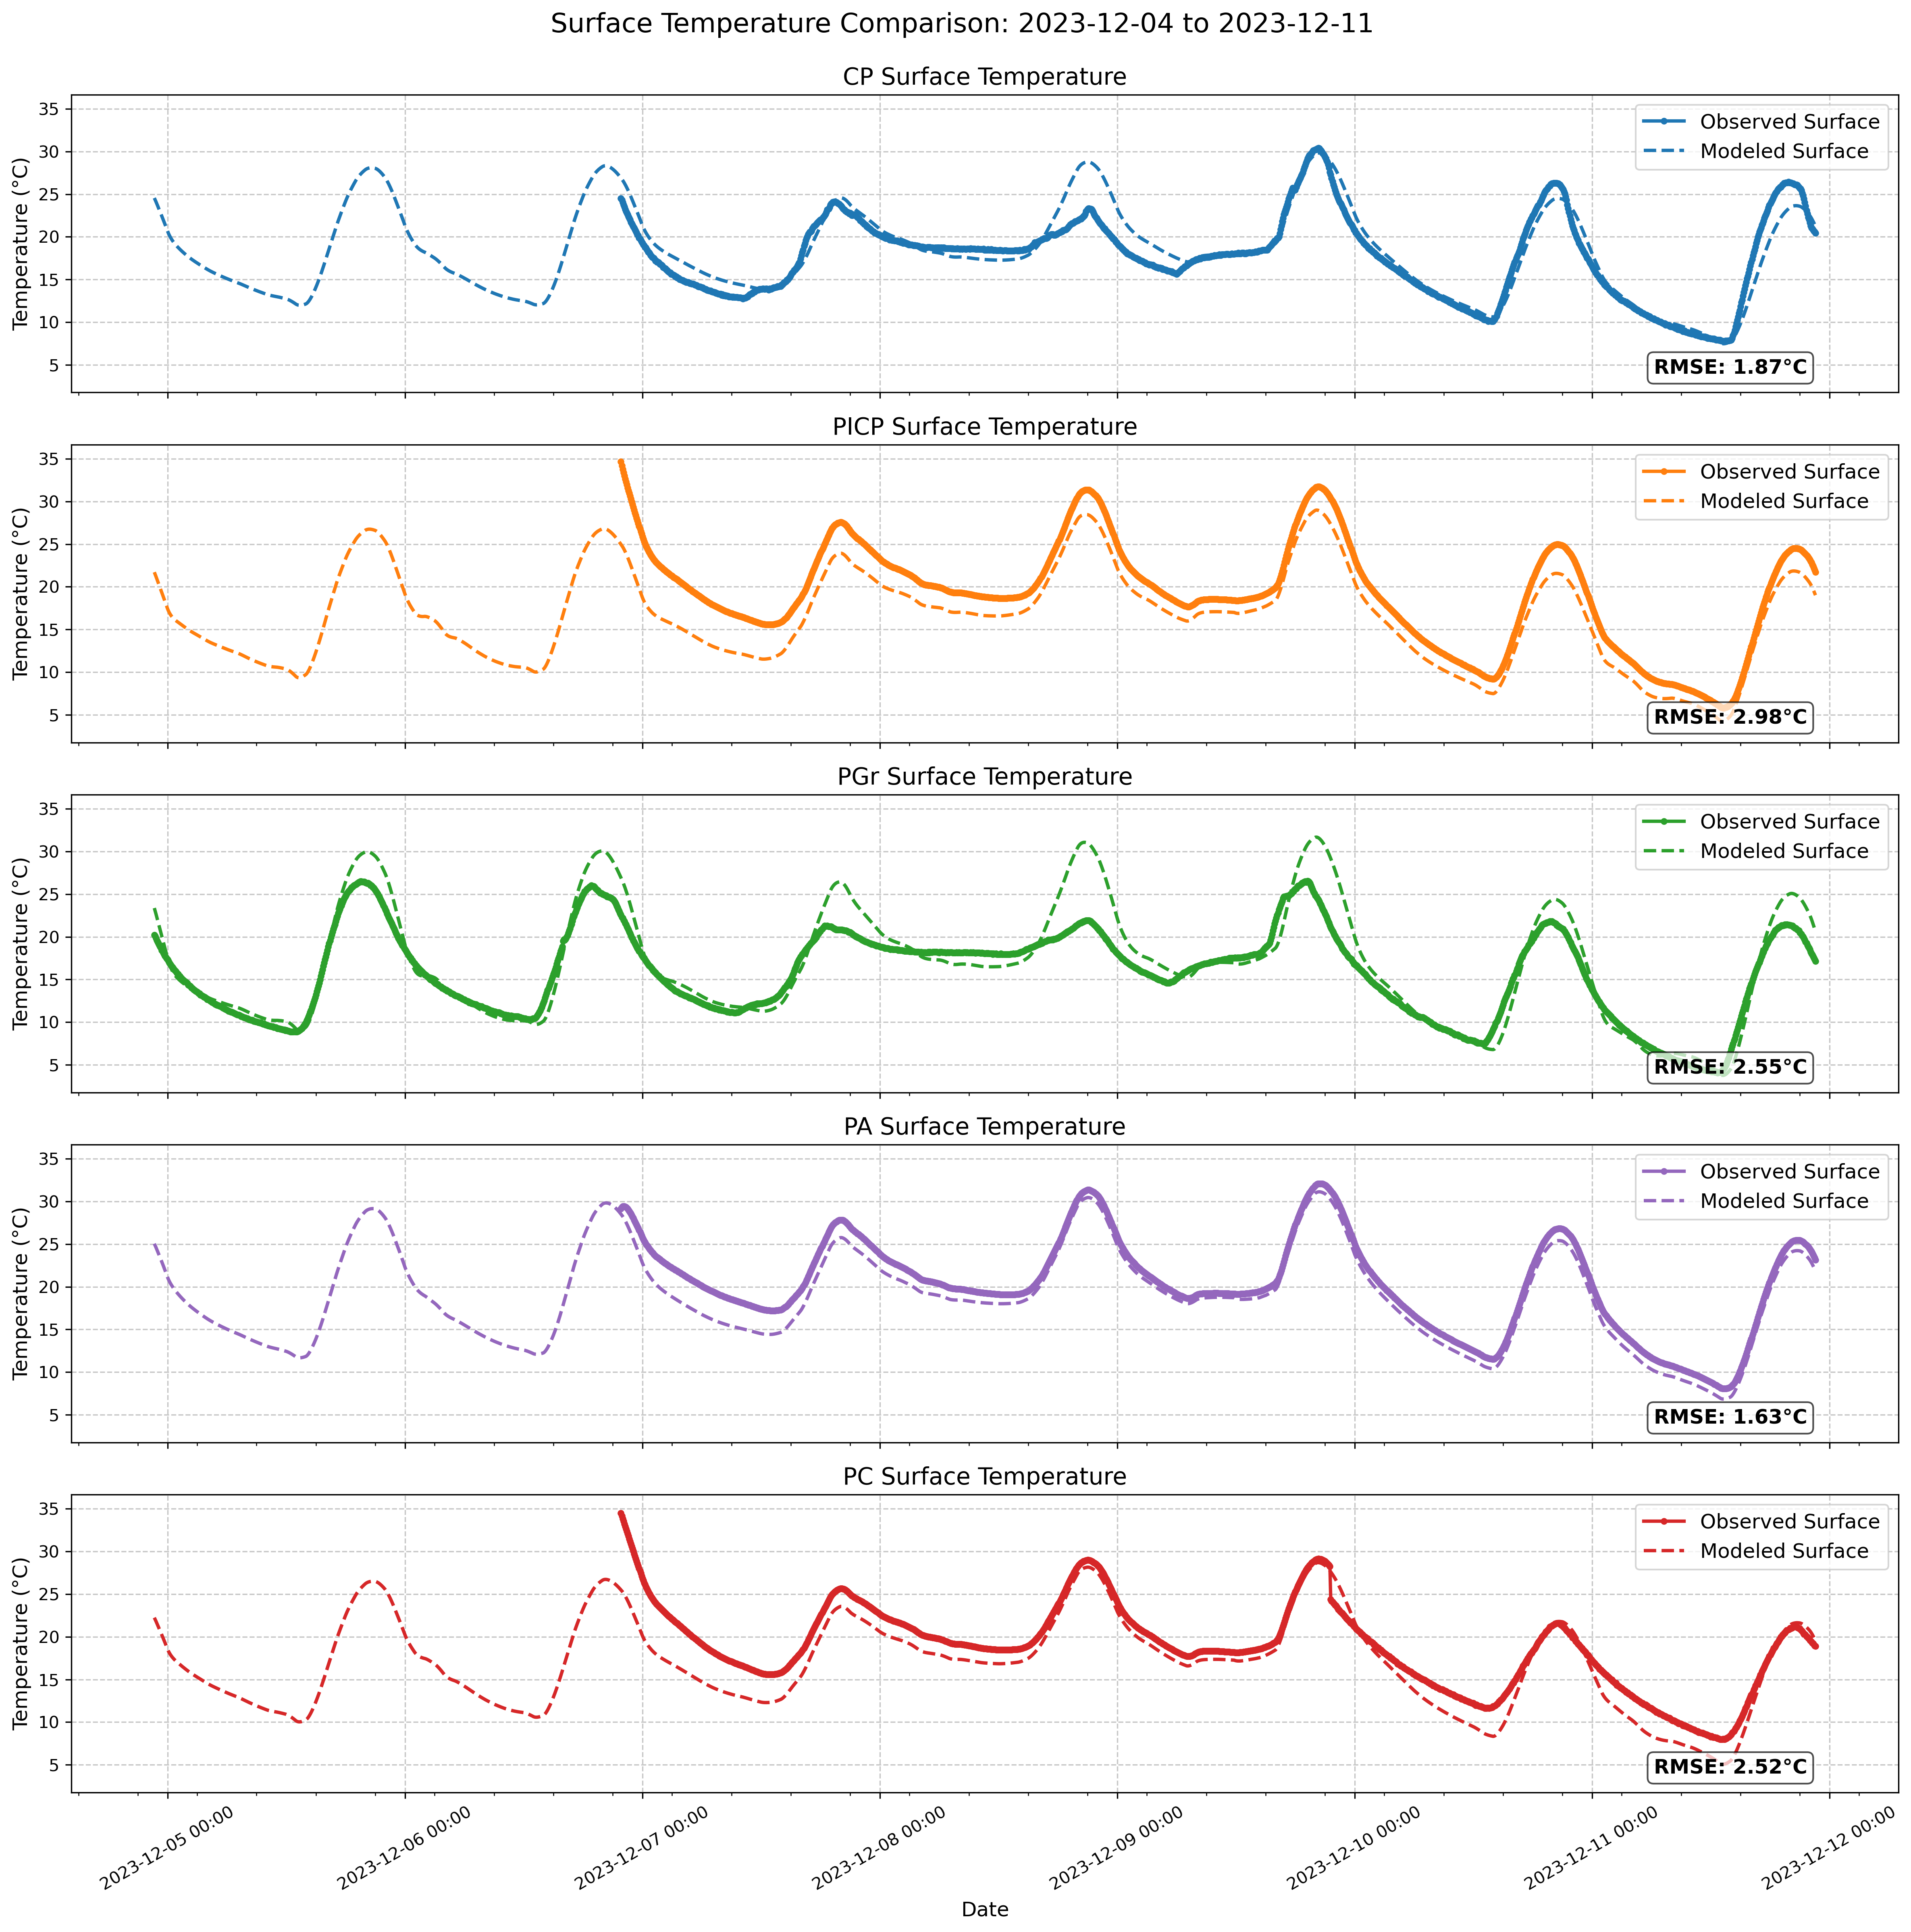 Surface Temperature Comparison: 2023-12-04 to 2023-12-11
CP Surface Temperature
Temperature (°C)
35
30
25
20
15
10
5
Observed Surface
Modeled Surface
RMSE: 1.87°C
PICP Surface Temperature
Temperature (°C)
35
30
25
20
15
10
5
Observed Surface
Modeled Surface
RMSE: 2.98°C
PGr Surface Temperature
Temperature (°C)
35
30
25
20
15
10
5
Observed Surface
Modeled Surface
RMSE: 2.55°C
PA Surface Temperature
Temperature (°C)
35
30
25
20
15
10
5
Observed Surface
Modeled Surface
RMSE: 1.63°C
PC Surface Temperature
Temperature (°C)
35
30
25
20
15
10
5
Observed Surface
Modeled Surface
RMSE: 2.52°C
2023-12-05 00:00
2023-12-06 00:00
2023-12-07 00:00
2023-12-08 00:00
2023-12-09 00:00
2023-12-10 00:00
2023-12-11 00:00
2023-12-12 00:00
Date